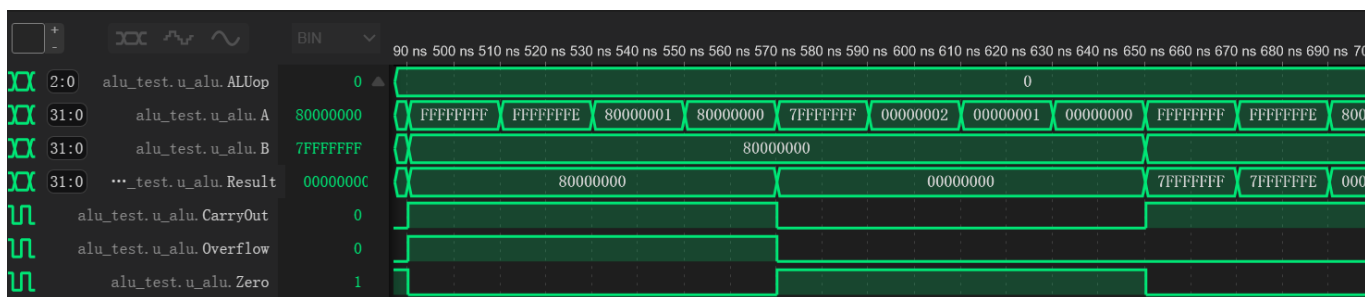 +
-
BIN
90 ns 500 ns 510 ns 520 ns 530 ns 540 ns 550 ns 560 ns 570 ns 580 ns 590 ns 600 ns 610 ns 620 ns 630 ns 640 ns 650 ns 660 ns 670 ns 680 ns 690 ns 70
2:0 alu_test.u_alu.ALUop 0 0
31:0 alu_test.u_alu.A 80000000 FFFFFFFF FFFFFFFE 80000001 80000000 7FFFFFFF 00000002 00000001 00000000 FFFFFFFF FFFFFFFE 800
31:0 alu_test.u_alu.B 7FFFFFFF 80000000
31:0 ···_test.u_alu.Result 0000000C 80000000 00000000 7FFFFFFF 7FFFFFFE 000
alu_test.u_alu.CarryOut 0
alu_test.u_alu.Overflow 0
alu_test.u_alu.Zero 1